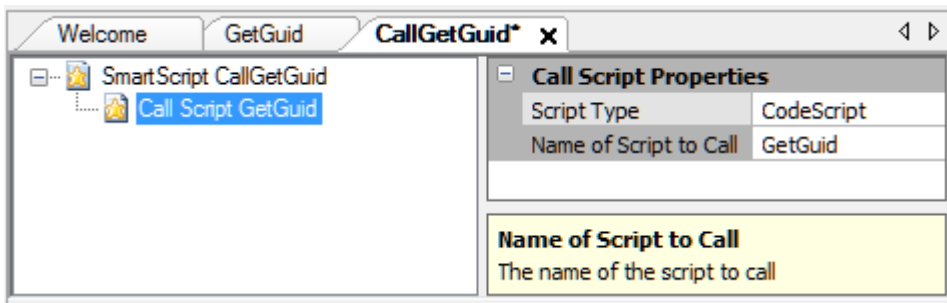 Welcome GetGuid CallGetGuid*
SmartScript CallGetGuid
Call Script GetGuid
Call Script Properties
Script Type CodeScript
Name of Script to Call GetGuid
Name of Script to Call
The name of the script to call